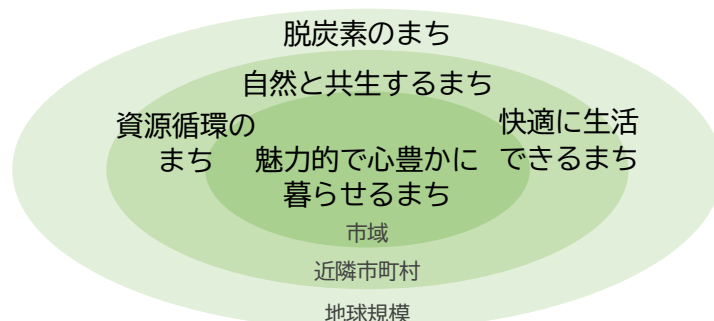 脱炭素のまち
自然と共生するまち
資源循環の
まち
快適に生活
できるまち
魅力的で心豊かに
暮らせるまち
市域
近隣市町村
地球規模